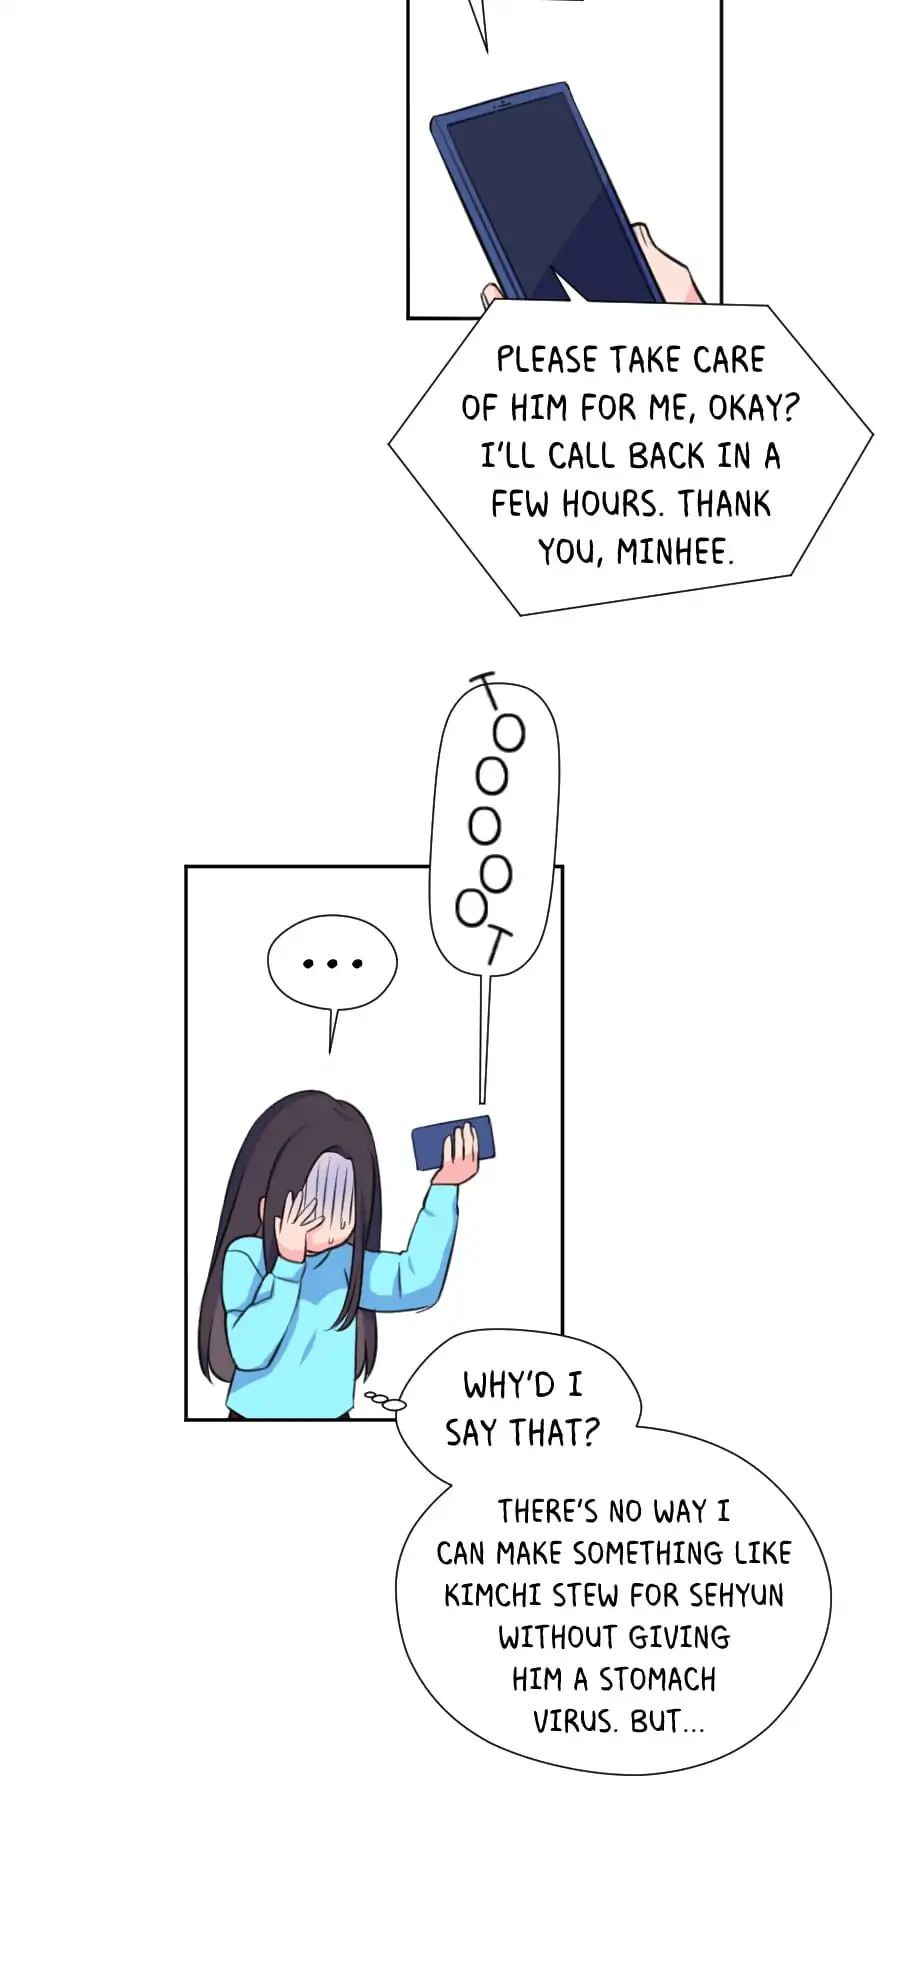 PLEASE TAKE CARE
OF HIM FOR ME, OKAY?
I'LL CALL BACK IN A
FEW HOURS. THANK
YOU, MINHEE.
TOOOOOT
...
WHY'D I
SAY THAT?
THERE'S NO WAY I
CAN MAKE SOMETHING LIKE
KIMCHI STEW FOR SEHYUN
WITHOUT GIVING
HIM A STOMACH
VIRUS. BUT...